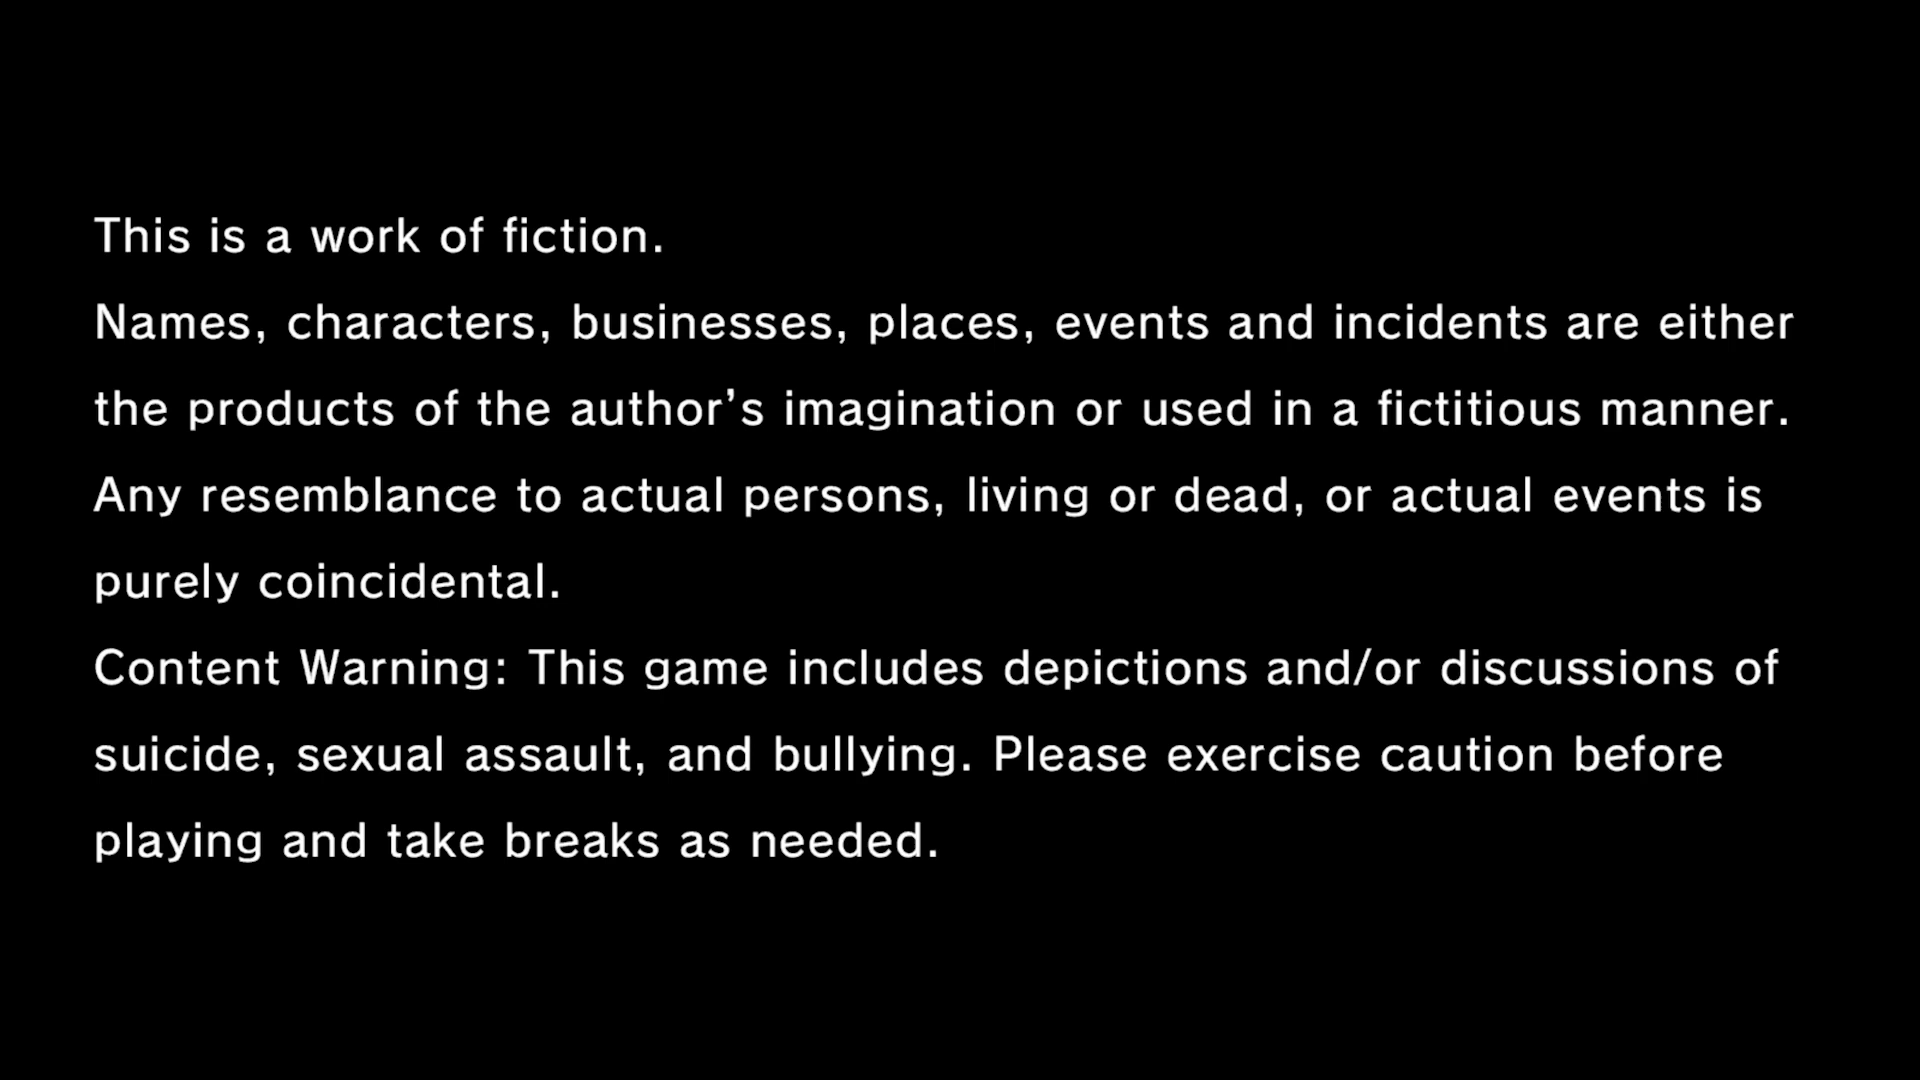 This is a work of fiction.
Names, characters, businesses, places, events and incidents are either
the products of the author’s imagination or used in a fictitious manner.
Any resemblance to actual persons, living or dead, or actual events is
purely coincidental.
Content Warning: This game includes depictions and/or discussions of
suicide, sexual assault, and bullying. Please exercise caution before
playing and take breaks as needed.